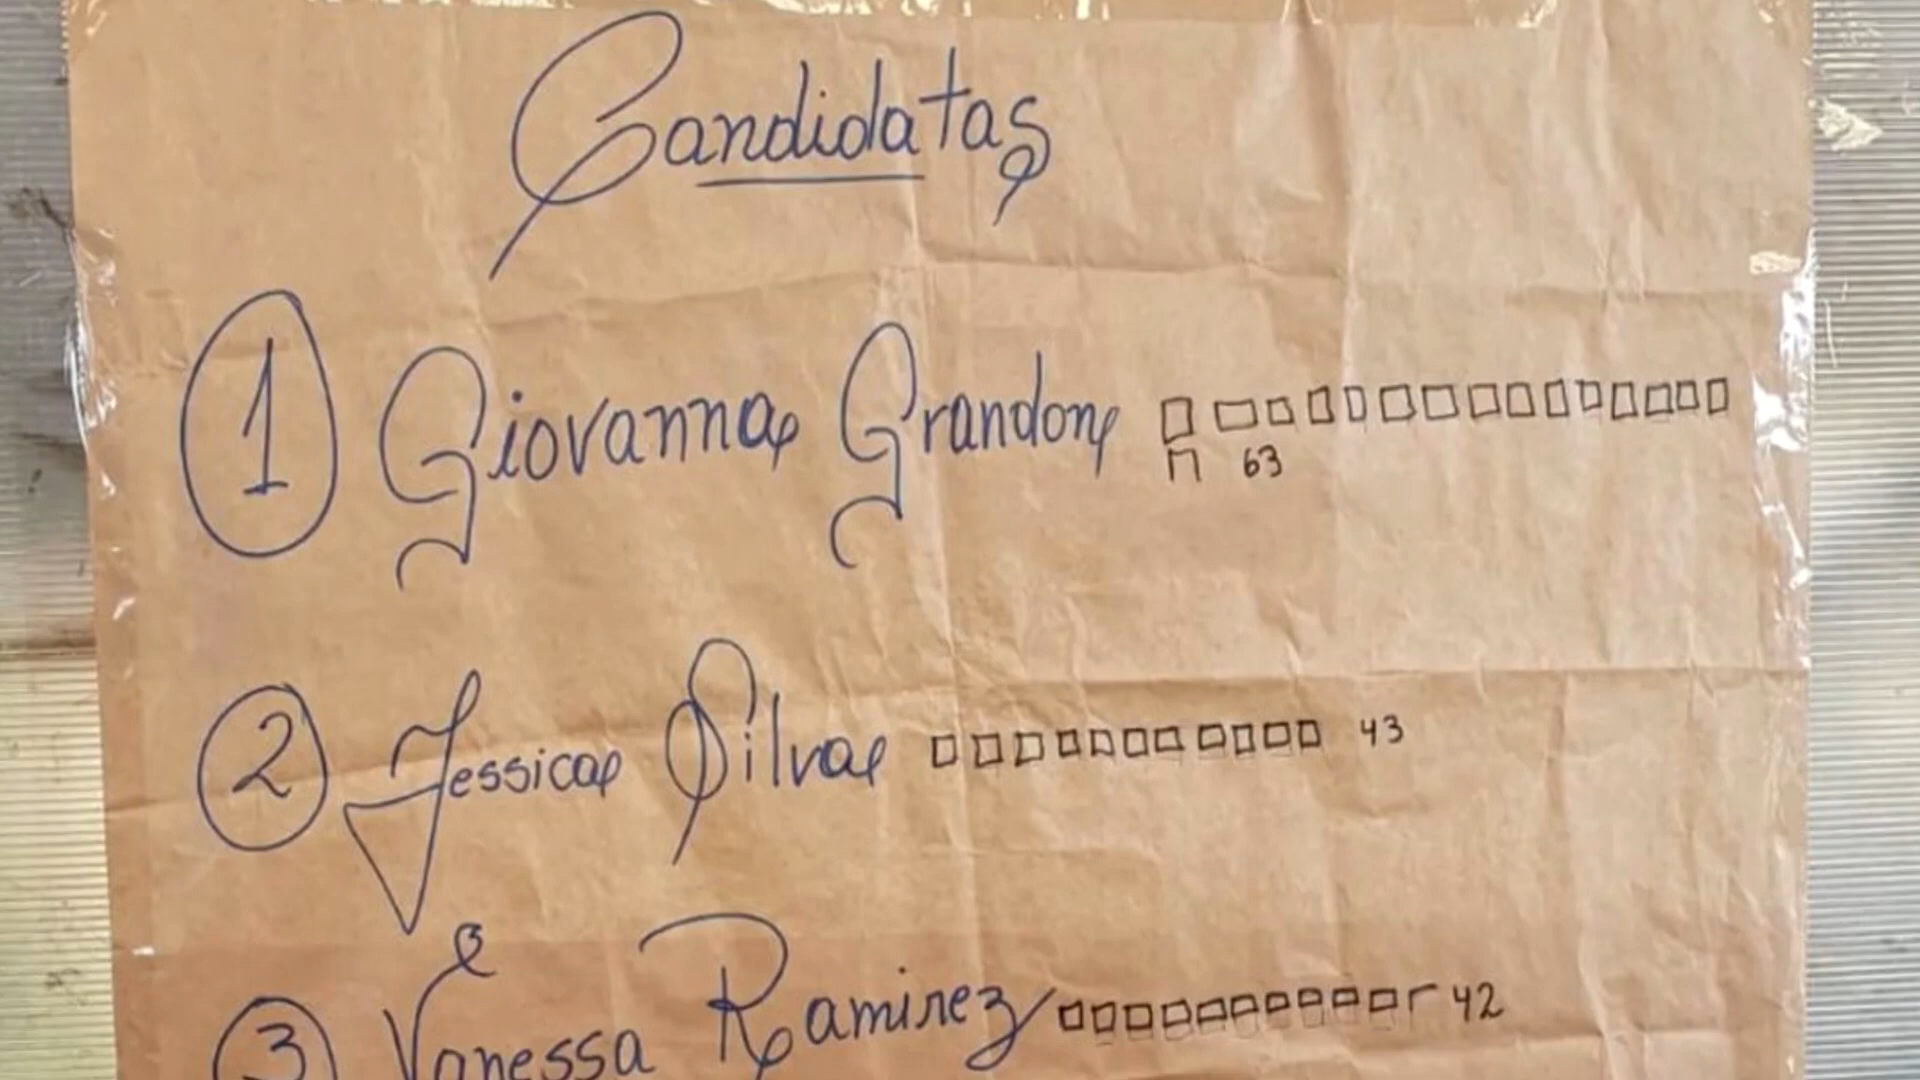 Candidatas
1 Giovanna Grandon
63
2 Jessica Silva 43
3 Vanessa Ramirez 42